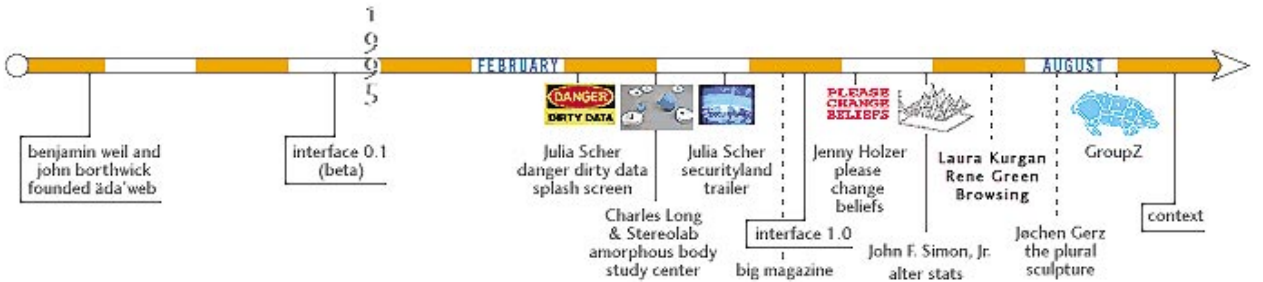 1
9
9
5
FEBRUARY
AUGUST
benjamin weil and
john borthwick
founded äda'web
interface 0.1
(beta)
DANGER
DIRTY DATA
Julia Scher
danger dirty data
splash screen
Charles Long
& Stereolab
amorphous body
study center
Julia Scher
securityland
trailer
big magazine
interface 1.0
PLEASE
CHANGE
BELIEFS
Jenny Holzer
please
change
beliefs
John F. Simon, Jr.
alter stats
Laura Kurgan
Rene Green
Browsing
Jøchen Gerz
the plural
sculpture
GroupZ
context